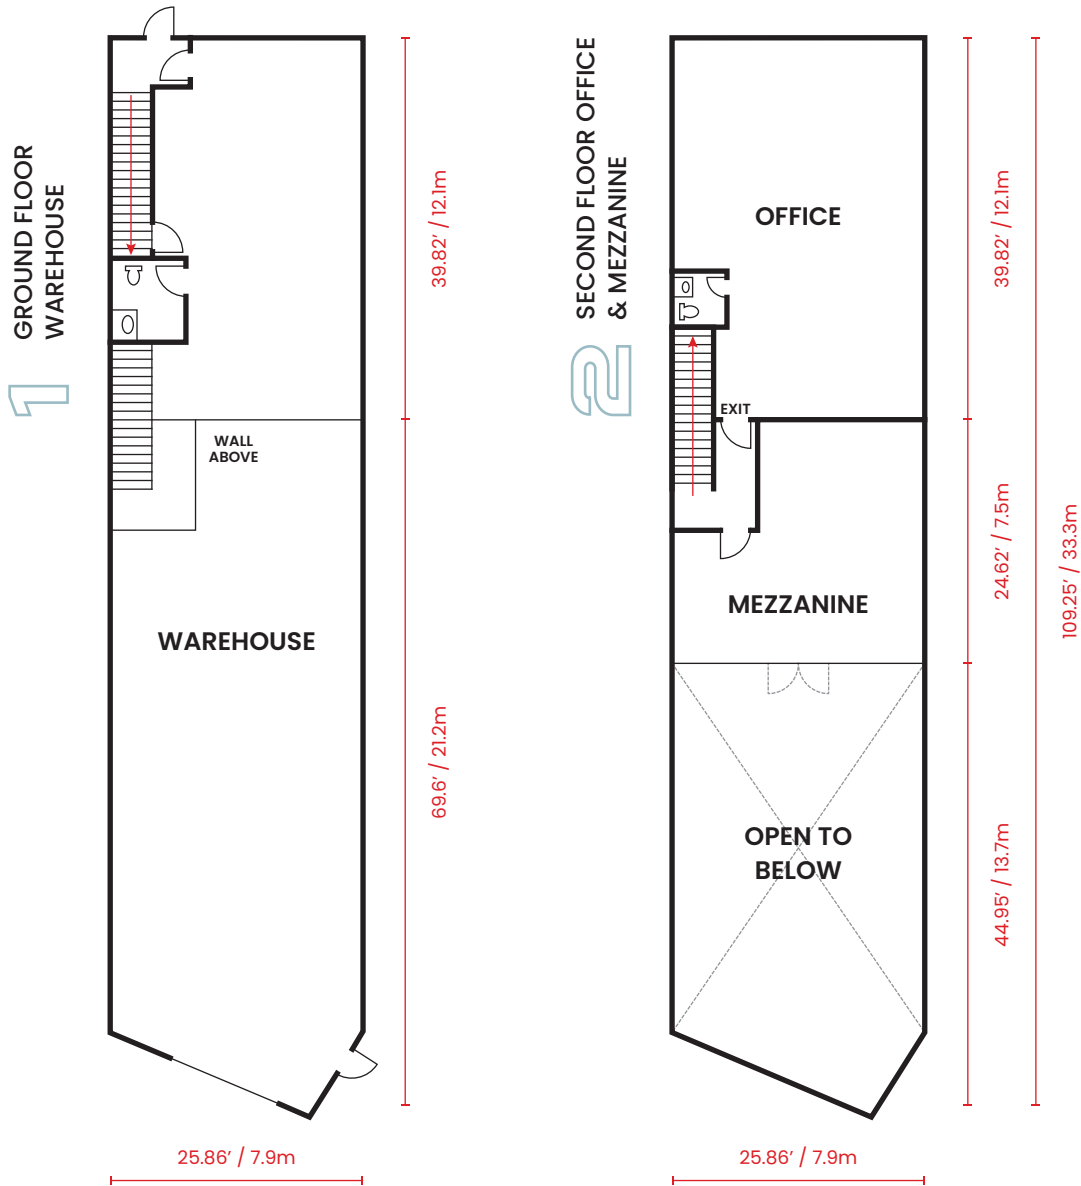 1
GROUND FLOOR
WAREHOUSE
39.82’ / 12.1m
WALL
ABOVE
WAREHOUSE
69.6’ / 21.2m
25.86’ / 7.9m
2
SECOND FLOOR OFFICE
& MEZZANINE
OFFICE
39.82’ / 12.1m
EXIT
24.62’ / 7.5m
109.25’ / 33.3m
MEZZANINE
OPEN TO
BELOW
44.95’ / 13.7m
25.86’ / 7.9m